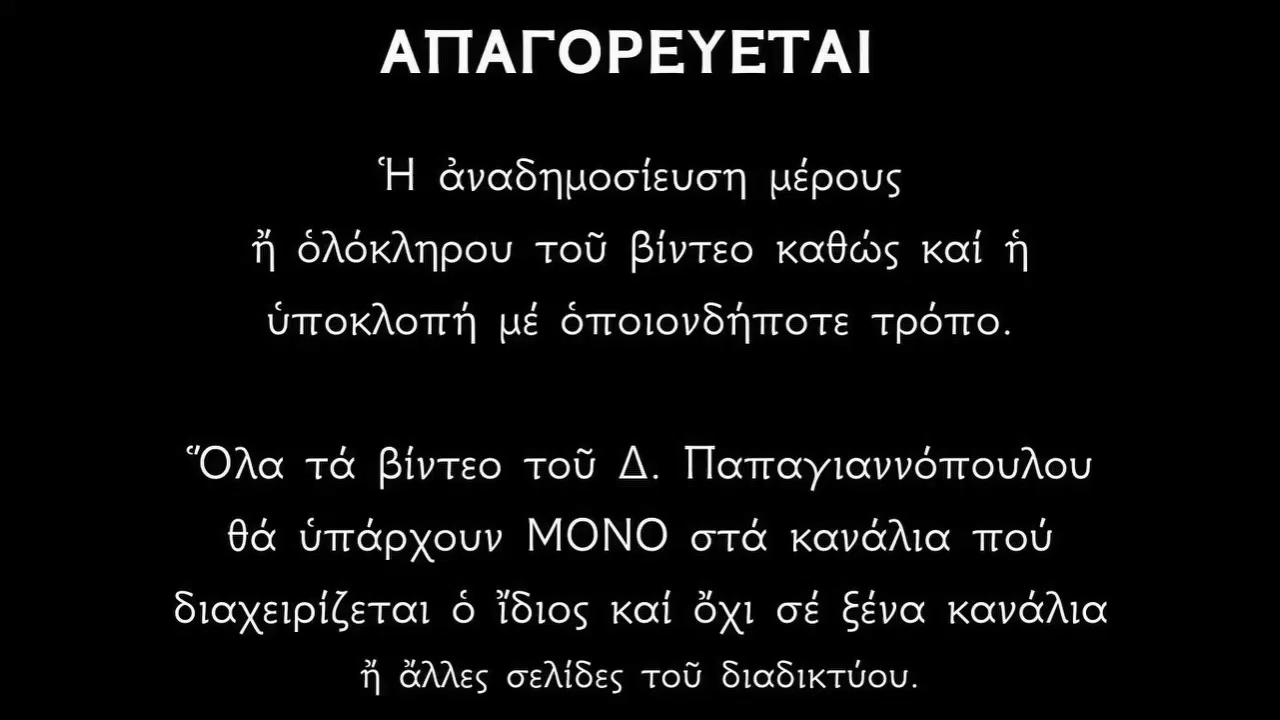 ΑΠΑΓΟΡΕΥΕΤΑΙ
Ἡ ἀναδημοσίευση μέρους
ἤ ὁλόκληρου τοῦ βίντεο καθώς καί ἡ
ὑποκλοπή μέ ὁποιονδήποτε τρόπο.
Ὅλα τά βίντεο τοῦ Δ. Παπαγιαννόπουλου
θά ὑπάρχουν ΜΟΝΟ στά κανάλια πού
διαχειρίζεται ὁ ἴδιος καί ὄχι σέ ξένα κανάλια
ἤ ἄλλες σελίδες τοῦ διαδικτύου.